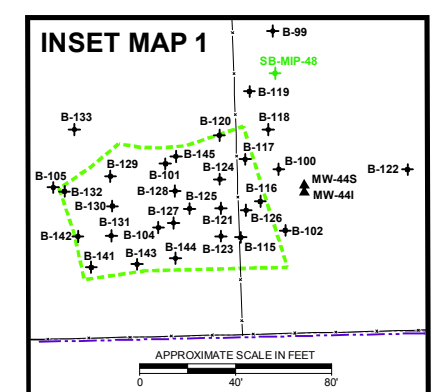 INSET MAP 1
B-99
SB-MIP-48
B-119
B-133
B-120
B-118
B-117
B-145
B-129
B-101
B-124
B-100
B-122
B-105
B-132
B-128
MW-44S
MW-44I
B-130
B-125
B-116
B-127
B-121
B-126
B-131
B-104
B-102
B-142
B-123
B-115
B-141
B-143
B-144
APPROXIMATE SCALE IN FEET
0 40' 80'